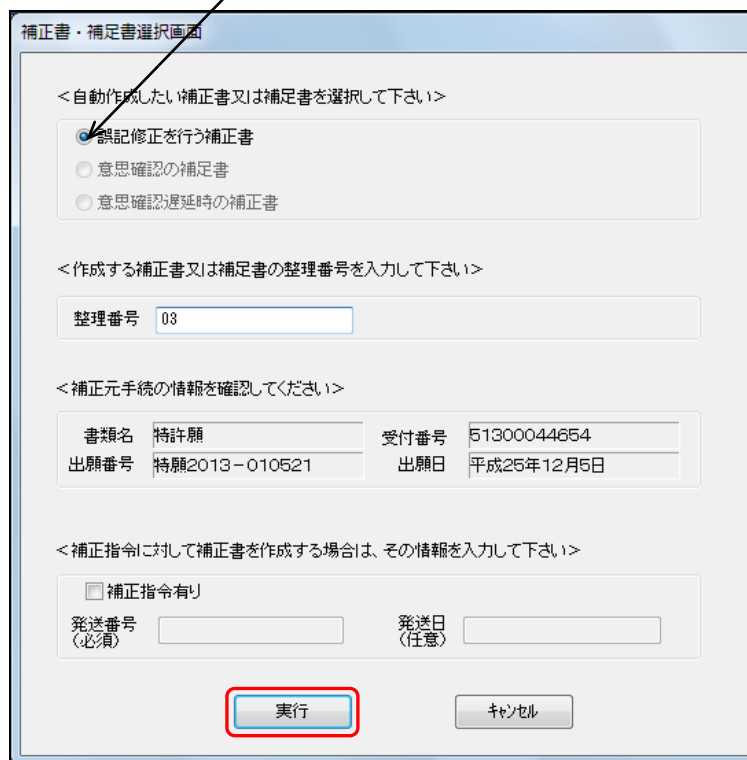 補正書・補足書選択画面
＜自動作成したい補正書又は補足書を選択して下さい＞
誤記修正を行う補正書
意思確認の補足書
意思確認遅延時の補正書
＜作成する補正書又は補足書の整理番号を入力して下さい＞
整理番号 03
＜補正元手続の情報を確認してください＞
書類名 特許願 受付番号 51300044654
出願番号 特願2013－010521 出願日 平成25年12月5日
＜補正指令に対して補正書を作成する場合は、その情報を入力して下さい＞
補正指令有り
発送番号 発送日
（必須） （任意）
実行 ｷｬﾝｾﾙ